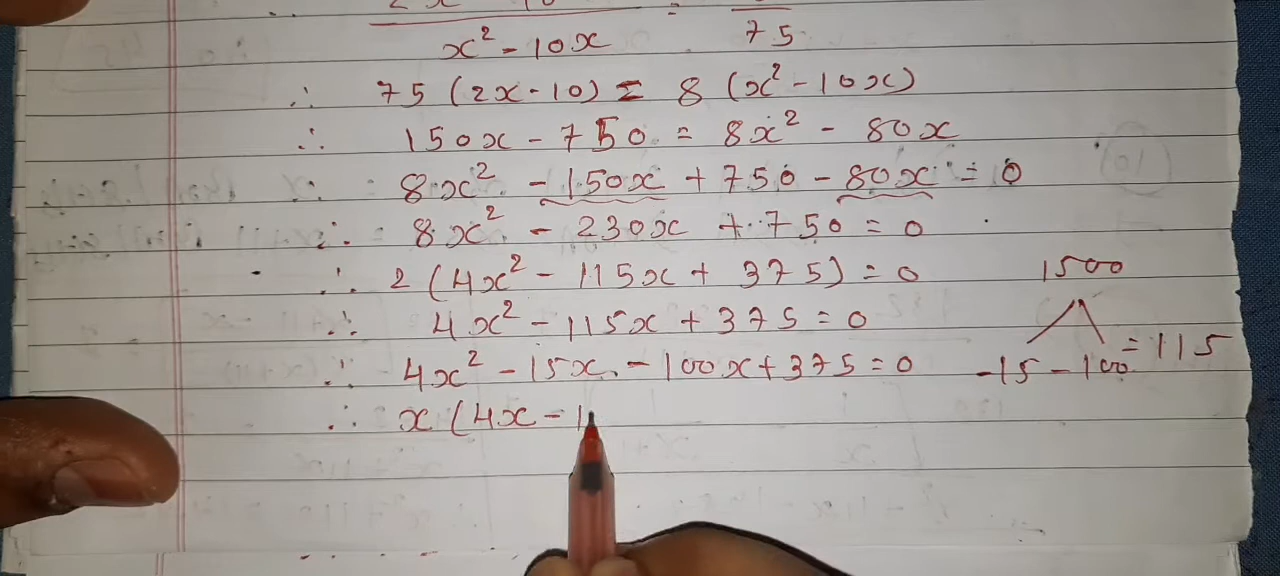 x² - 10x   75
∴ 75 (2x - 10) = 8 (x² - 10x)
∴ 150x - 750 = 8x² - 80x
8x² - 150x + 750 - 80x = 0
∴ 8x² - 230x + 750 = 0
∴ 2 (4x² - 115x + 375) = 0   1500
∴ 4x² - 115x + 375 = 0
∴ 4x² - 15x - 100x + 375 = 0   -15 - 100 = 115
∴ x (4x - 1